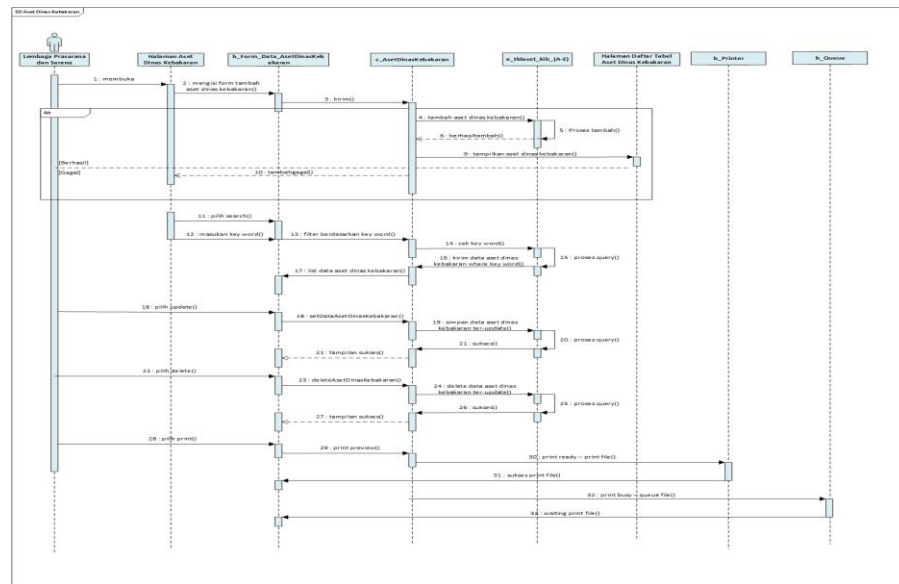 SD Aset Dinas Kebakaran
Lembaga Prasarana
dan Sarana
Halaman Aset
Dinas Kebakaran
b_Form_Data_AsetDinasKeb
akaran
c_AsetDinasKebakaran
e_tblaset_kib_(A-E)
Halaman Daftar Tabel
Aset Dinas Kebakaran
b_Printer
b_Queue
1 : membuka
2 : mangisi form tambah
aset dinas kebakaran()
3 : kirim()
Alt
4 : tambah aset dinas kebakaran()
5 : Proses tambah()
6 : berhasiltambah()
9 : tampilkan aset dinas kebakaran()
[Berhasil]
[Gagal]
10 : tambahgagal()
11 : pilih search()
12 : masukan key word()
13 : filter berdasarkan key word()
14 : cek key word()
15 : proses query()
16 : kirim data aset dinas
kebakaran where key word()
17 : list data aset dinas kebakaran()
18 : pilih update()
18 : setDataAsetDinasKebakaran()
19 : simpan data aset dinas
kebakaran ter-update()
20 : proses query()
21 : sukses()
21 : tampilan sukses()
22 : pilih delete()
23 : deleteAsetDinasKebakaran()
24 : delete data aset dinas
kebakaran ter-update()
25 : proses query()
26 : sukses()
27 : tampilan sukses()
28 : pilih print()
29 : print preview()
30 : print ready -- print file()
31 : sukses print file()
32 : print busy -- queue file()
33 : waiting print file()